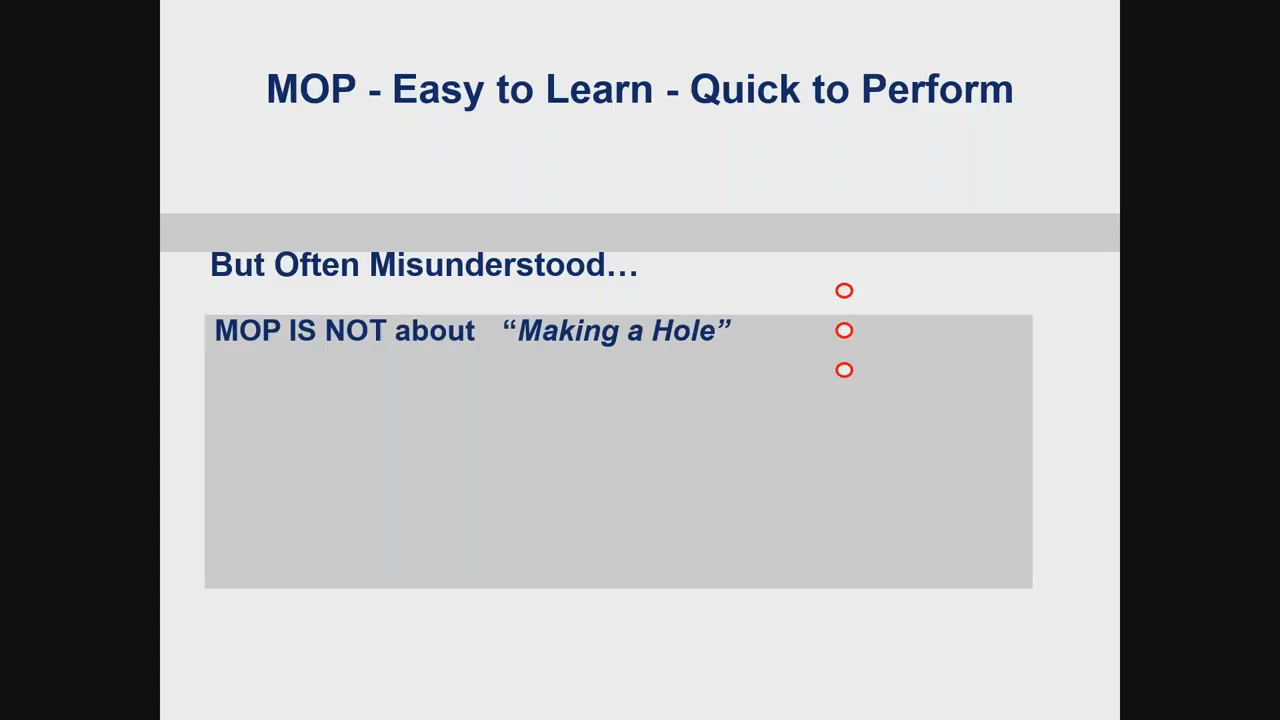 MOP - Easy to Learn - Quick to Perform
But Often Misunderstood…
MOP IS NOT about “Making a Hole”